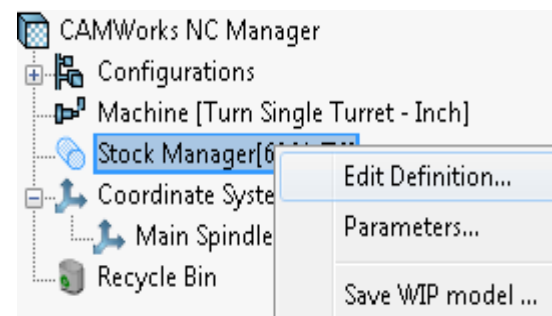 CAMWorks NC Manager
Configurations
Machine [Turn Single Turret - Inch]
Stock Manager[6
Edit Definition...
Coordinate Syste
Parameters...
Main Spindle
Recycle Bin
Save WIP model ...